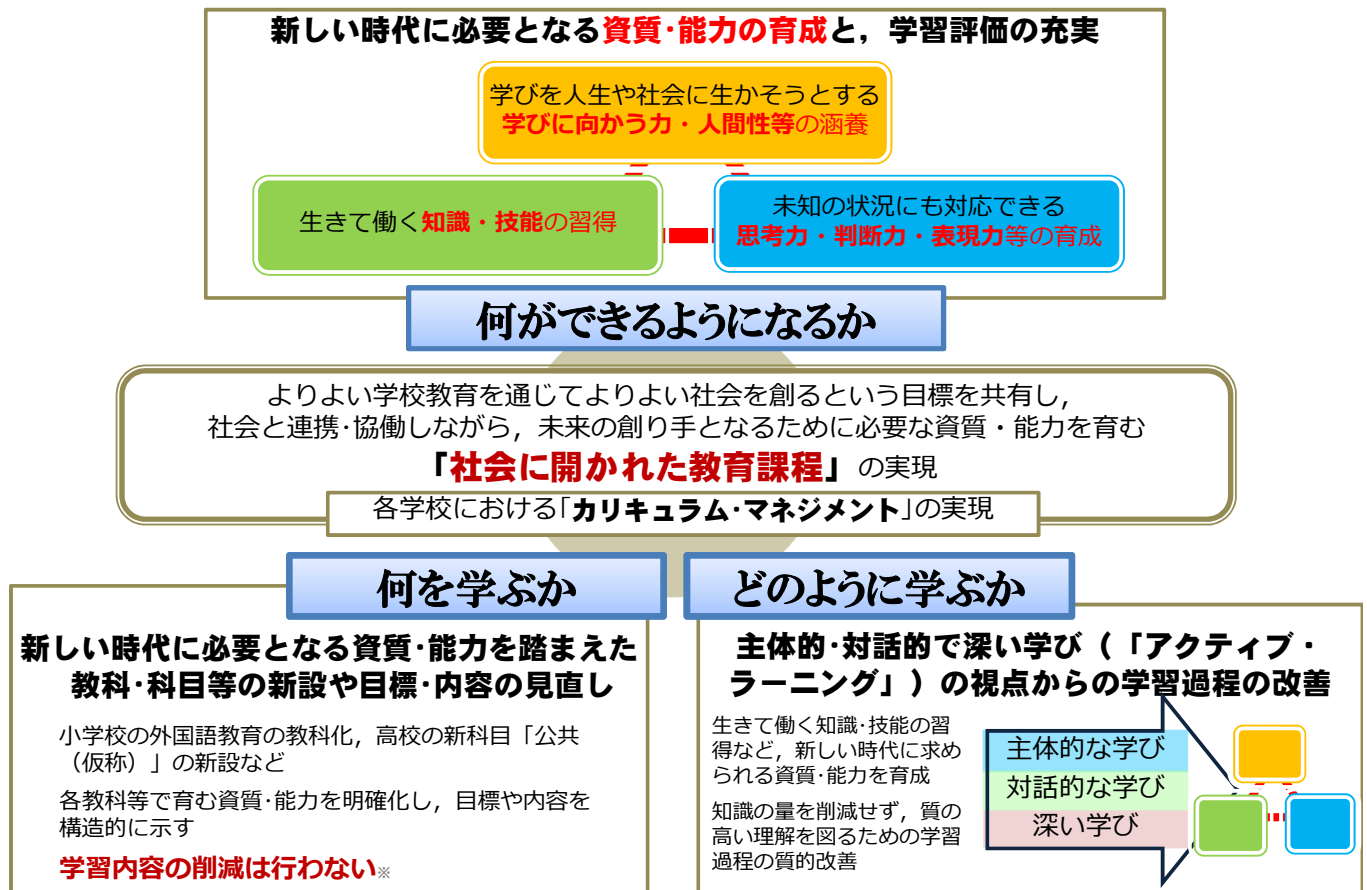 新しい時代に必要となる資質･能力の育成と，学習評価の充実
学びを人生や社会に生かそうとする
学びに向かう力・人間性等の涵養
生きて働く知識・技能の習得
未知の状況にも対応できる
思考力・判断力・表現力等の育成
何ができるようになるか
よりよい学校教育を通じてよりよい社会を創るという目標を共有し，
社会と連携･協働しながら，未来の創り手となるために必要な資質・能力を育む
「社会に開かれた教育課程」の実現
各学校における｢カリキュラム･マネジメント｣の実現
何を学ぶか
新しい時代に必要となる資質･能力を踏まえた
教科･科目等の新設や目標･内容の見直し
小学校の外国語教育の教科化，高校の新科目「公共
（仮称）」の新設など
各教科等で育む資質･能力を明確化し，目標や内容を
構造的に示す
学習内容の削減は行わない※
どのように学ぶか
主体的･対話的で深い学び（「アクティブ・
ラーニング」）の視点からの学習過程の改善
生きて働く知識･技能の習
得など，新しい時代に求め
られる資質･能力を育成
知識の量を削減せず，質の
高い理解を図るための学習
過程の質的改善
主体的な学び
対話的な学び
深い学び